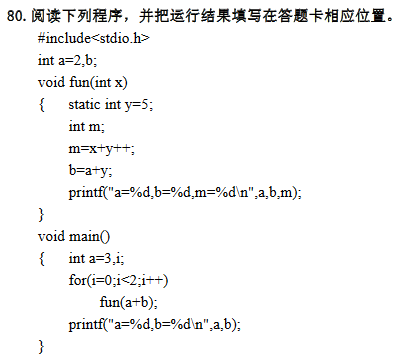 80. 阅读下列程序，并把运行结果填写在答题卡相应位置。
#include<stdio.h>
int a=2,b;
void fun(int x)
{ static int y=5;
int m;
m=x+y++;
b=a+y;
printf("a=%d,b=%d,m=%d\n",a,b,m);
}
void main()
{ int a=3,i;
for(i=0;i<2;i++)
fun(a+b);
printf("a=%d,b=%d\n",a,b);
}